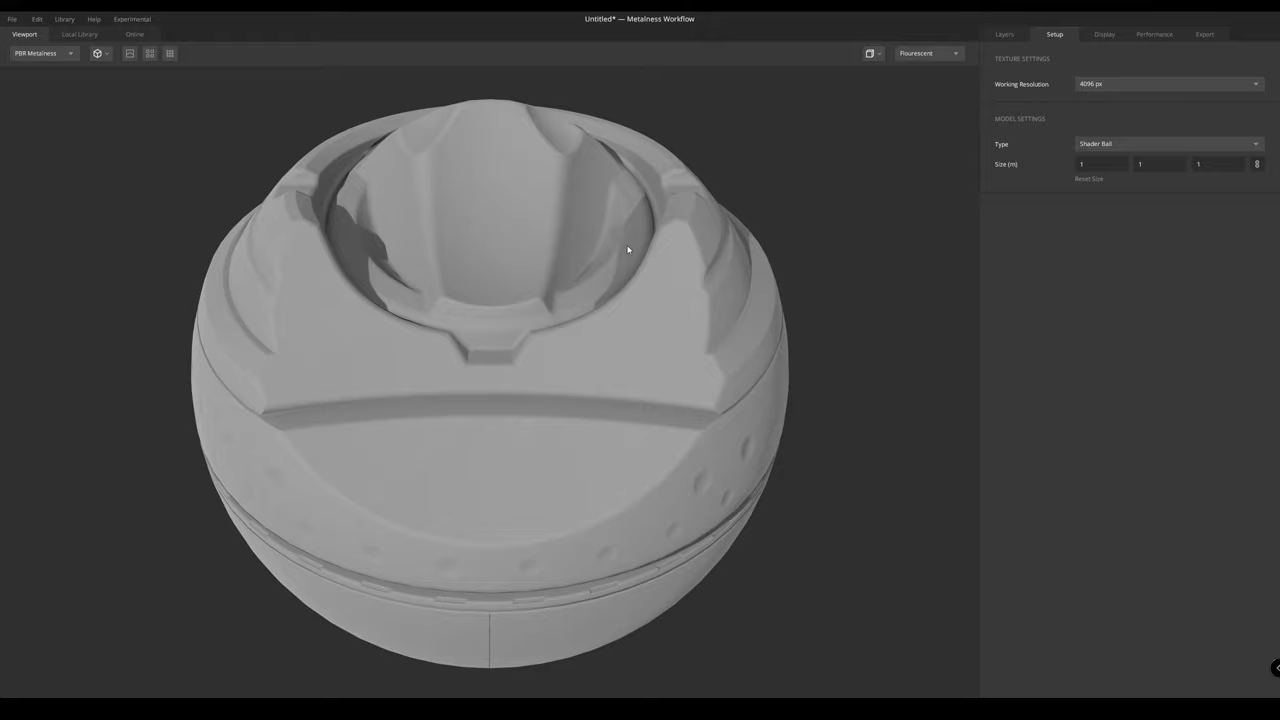 Untitled* — Metalness Workflow
File Edit Library Help Experimental
Viewport Local Library Online
Layers Setup Display Performance Export
PBR Metalness
Flourescent
TEXTURE SETTINGS
Working Resolution 4096 px
MODEL SETTINGS
Type Shader Ball
Size (m) 1 1 1
Reset Size